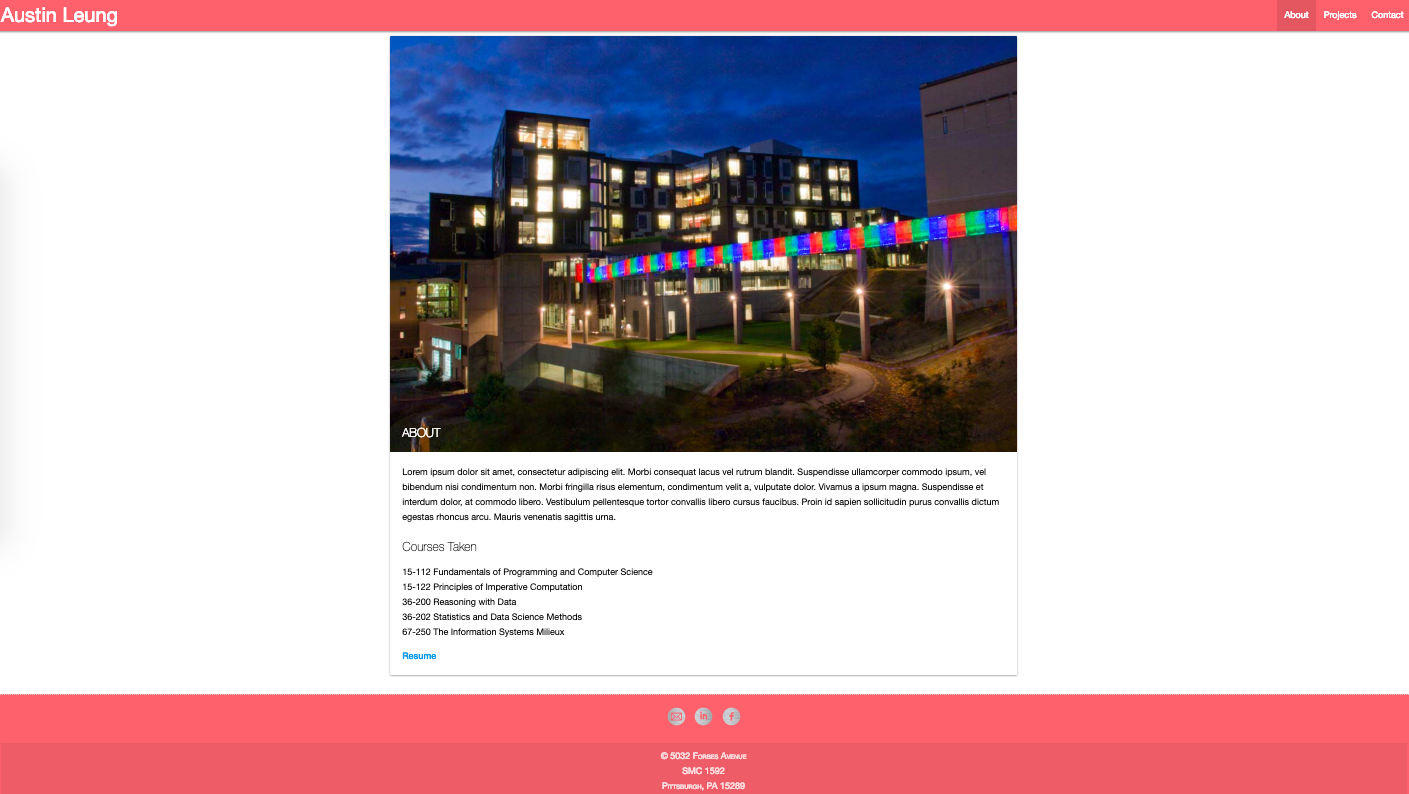 Austin Leung
About Projects Contact
ABOUT
Lorem ipsum dolor sit amet, consectetur adipiscing elit. Morbi consequat lacus vel rutrum blandit. Suspendisse ullamcorper commodo ipsum, vel
bibendum nisi condimentum non. Morbi fringilla risus elementum, condimentum velit a, vulputate dolor. Vivamus a ipsum magna. Suspendisse et
interdum dolor, at commodo libero. Vestibulum pellentesque tortor convallis libero cursus faucibus. Proin id sapien sollicitudin purus convallis dictum
egestas rhoncus arcu. Mauris venenatis sagittis urna.
Courses Taken
15-112 Fundamentals of Programming and Computer Science
15-122 Principles of Imperative Computation
36-200 Reasoning with Data
36-202 Statistics and Data Science Methods
67-250 The Information Systems Milieux
Resume
in f
© 5032 Forbes Avenue
SMC 1592
Pittsburgh, PA 15289